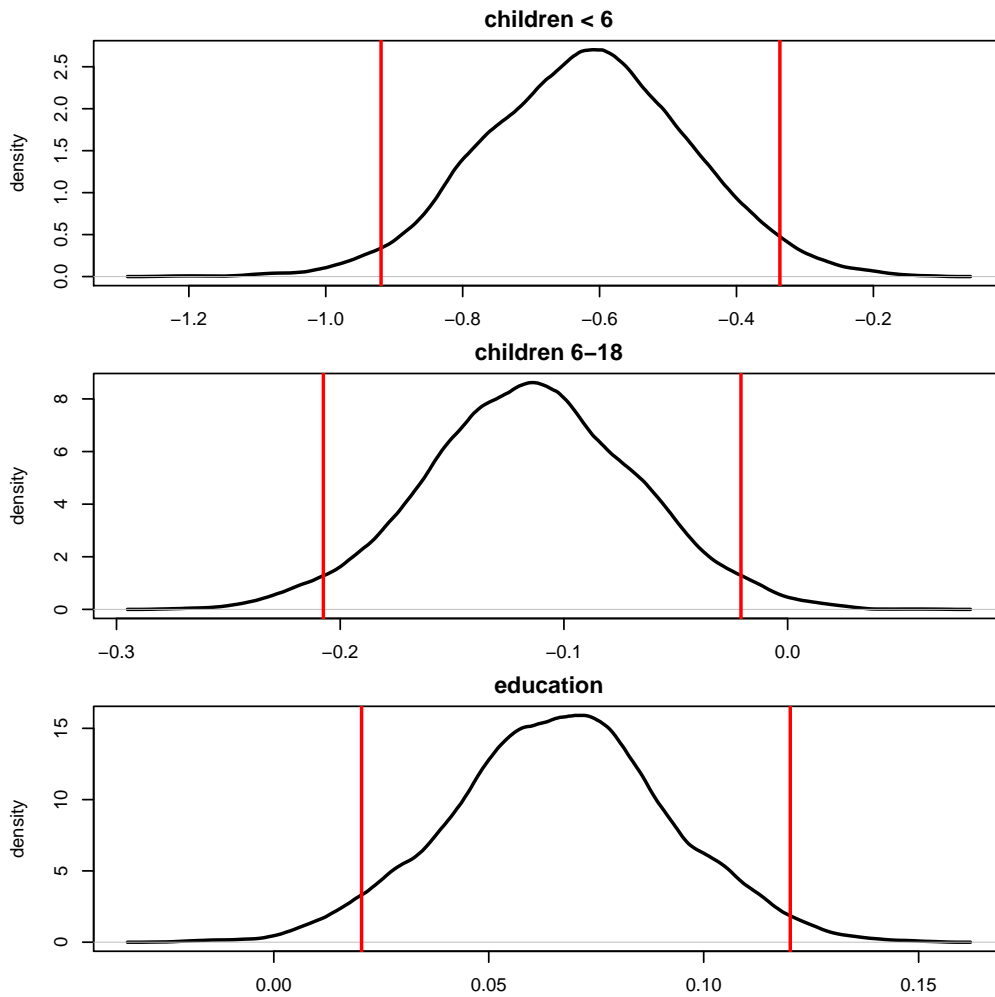 children < 6
density
0.0 0.5 1.0 1.5 2.0 2.5
−1.2 −1.0 −0.8 −0.6 −0.4 −0.2
children 6−18
density
0 2 4 6 8
−0.3 −0.2 −0.1 0.0
education
density
0 5 10 15
0.00 0.05 0.10 0.15